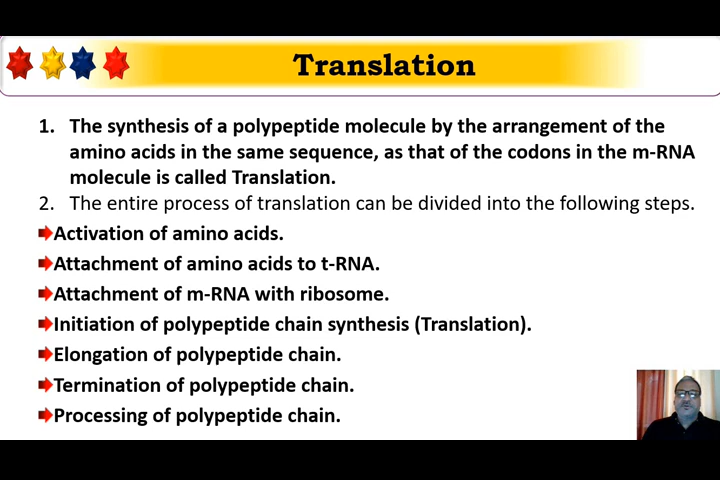 Translation
1. The synthesis of a polypeptide molecule by the arrangement of the
amino acids in the same sequence, as that of the codons in the m-RNA
molecule is called Translation.
2. The entire process of translation can be divided into the following steps.
Activation of amino acids.
Attachment of amino acids to t-RNA.
Attachment of m-RNA with ribosome.
Initiation of polypeptide chain synthesis (Translation).
Elongation of polypeptide chain.
Termination of polypeptide chain.
Processing of polypeptide chain.